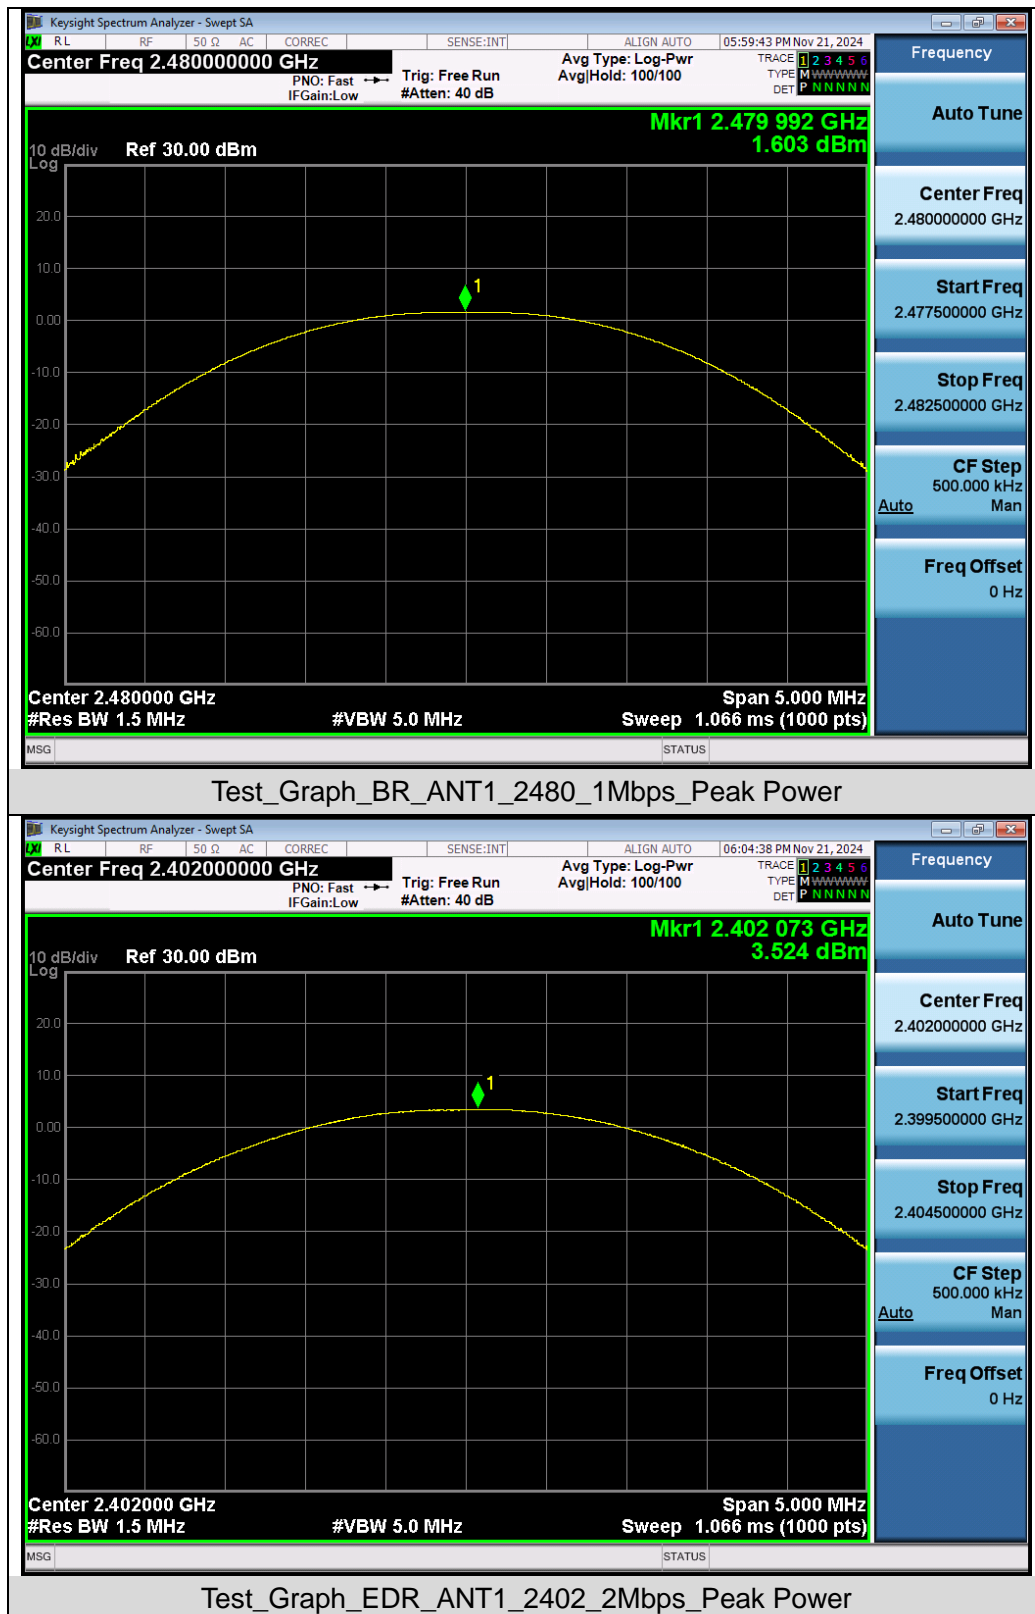 Keysight Spectrum Analyzer - Swept SA
LXI RL RF 50 Ω AC CORREC SENSE:INT ALIGN AUTO 05:59:43 PM Nov 21, 2024
Center Freq 2.480000000 GHz
PNO: Fast
IFGain:Low
Trig: Free Run
#Atten: 40 dB
Avg Type: Log-Pwr
Avg|Hold: 100/100
TRACE 1 2 3 4 5 6
TYPE M WWWWW
DET P N N N N N
Mkr1 2.479 992 GHz
1.603 dBm
10 dB/div Ref 30.00 dBm
Log
20.0
10.0
1
0.00
-10.0
-20.0
-30.0
-40.0
-50.0
-60.0
Center 2.480000 GHz Span 5.000 MHz
#Res BW 1.5 MHz #VBW 5.0 MHz Sweep 1.066 ms (1000 pts)
MSG STATUS
Frequency
Auto Tune
Center Freq
2.480000000 GHz
Start Freq
2.477500000 GHz
Stop Freq
2.482500000 GHz
CF Step
500.000 kHz
Auto Man
Freq Offset
0 Hz
Test_Graph_BR_ANT1_2480_1Mbps_Peak Power
Keysight Spectrum Analyzer - Swept SA
LXI RL RF 50 Ω AC CORREC SENSE:INT ALIGN AUTO 06:04:38 PM Nov 21, 2024
Center Freq 2.402000000 GHz
PNO: Fast
IFGain:Low
Trig: Free Run
#Atten: 40 dB
Avg Type: Log-Pwr
Avg|Hold: 100/100
TRACE 1 2 3 4 5 6
TYPE M WWWWW
DET P N N N N N
Mkr1 2.402 073 GHz
3.524 dBm
10 dB/div Ref 30.00 dBm
Log
20.0
10.0
1
0.00
-10.0
-20.0
-30.0
-40.0
-50.0
-60.0
Center 2.402000 GHz Span 5.000 MHz
#Res BW 1.5 MHz #VBW 5.0 MHz Sweep 1.066 ms (1000 pts)
MSG STATUS
Frequency
Auto Tune
Center Freq
2.402000000 GHz
Start Freq
2.399500000 GHz
Stop Freq
2.404500000 GHz
CF Step
500.000 kHz
Auto Man
Freq Offset
0 Hz
Test_Graph_EDR_ANT1_2402_2Mbps_Peak Power